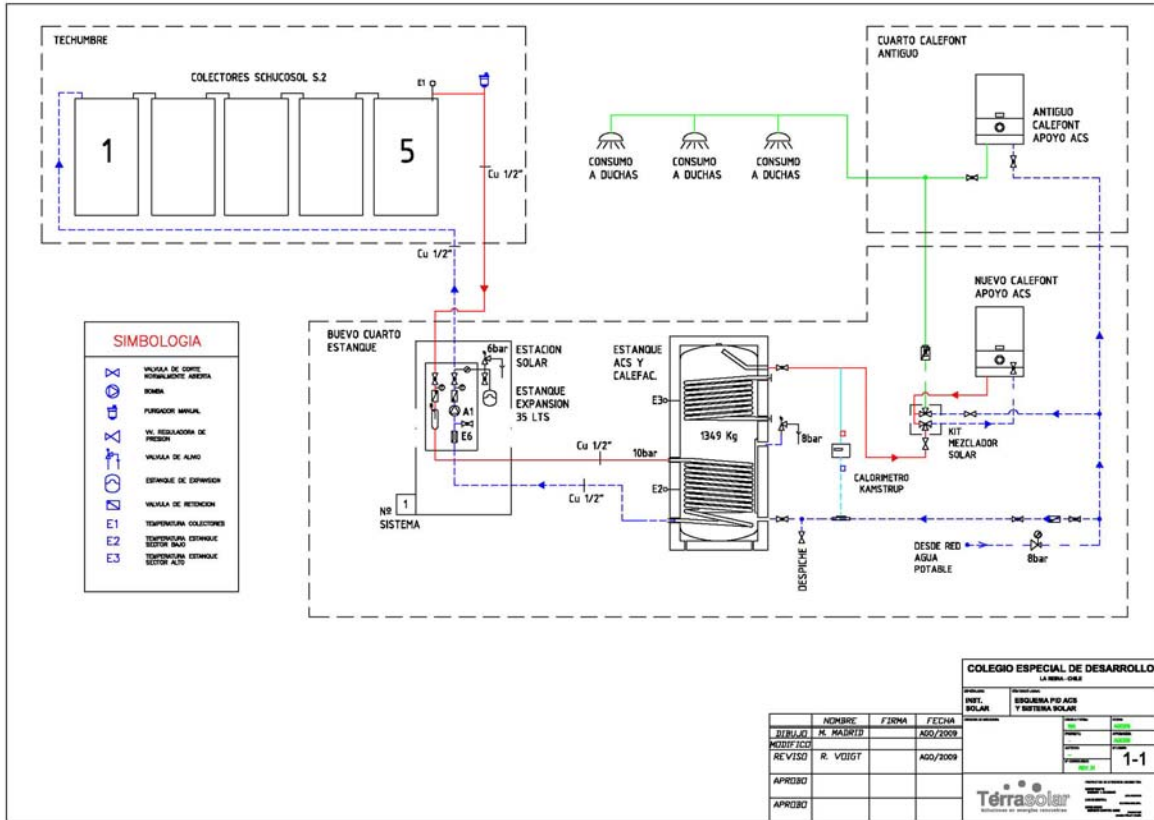 TECHUMBRE
COLECTORES SCHUCOSOL S.2
E1
1
5
Cu 1/2"
Cu 1/2"
CONSUMO
A DUCHAS
CONSUMO
A DUCHAS
CONSUMO
A DUCHAS
CUARTO CALEFONT
ANTIGUO
ANTIGUO
CALEFONT
APOYO ACS
NUEVO CALEFONT
APOYO ACS
SIMBOLOGIA
VALVULA DE CORTE
NORMALMENTE ABIERTA
BOMBA
PURGADOR MANUAL
VV. REGULADORA DE
PRESION
VALVULA DE ALIVIO
ESTANQUE DE EXPANSION
VALVULA DE RETENCION
E1 TEMPERATURA COLECTORES
E2 TEMPERATURA ESTANQUE
SECTOR BAJO
E3 TEMPERATURA ESTANQUE
SECTOR ALTO
BUEVO CUARTO
ESTANQUE
6bar
ESTACION
SOLAR
ESTANQUE
EXPANSION
35 LTS
A1
E6
Nº 1
SISTEMA
ESTANQUE
ACS Y
CALEFAC.
E3
1349 Kg
8bar
10bar
E2
Cu 1/2"
Cu 1/2"
CALORIMETRO
KAMSTRUP
KIT
MEZCLADOR
SOLAR
DESPICHE
DESDE RED
AGUA
POTABLE
8bar
NOMBRE FIRMA FECHA
DIBUJO M. MADRID AGO/2009
MODIFICO
REVISO R. VOIGT AGO/2009
APROBO
APROBO
COLEGIO ESPECIAL DE DESARROLLO
LA REINA - CHILE
INST.
SOLAR
ESQUEMA PID ACS
Y SISTEMA SOLAR
1-1
Terrasolar
Soluciones en energías renovables